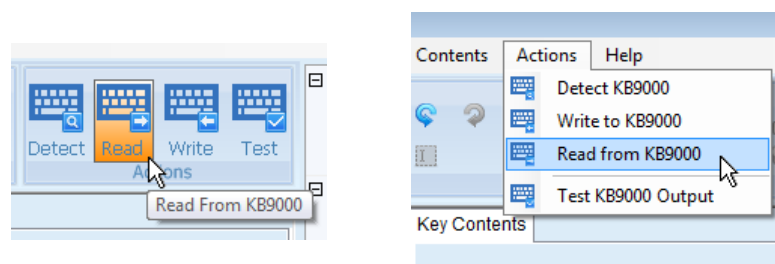 Detect Read Write Test
Actions
Read From KB9000
Contents Actions Help
Detect KB9000
Write to KB9000
Read from KB9000
Test KB9000 Output
Key Contents